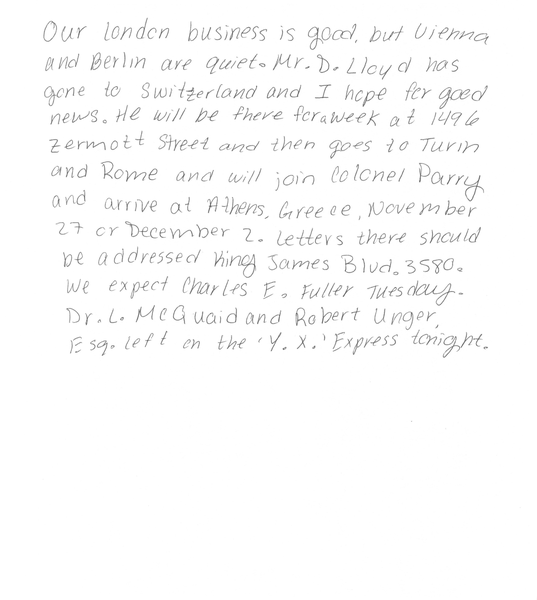 Our london business is good, but Vienna
and Berlin are quiet. Mr. D. Lloyd has
gone to Switzerland and I hope for good
news. He will be there for a week at 1496
Zermott Street and then goes to Turin
and Rome and will join Colonel Parry
and arrive at Athens, Greece, November
27 or December 2. Letters there should
be addressed King James Blvd. 3580.
We expect Charles E. Fuller Tuesday.
Dr. L. McQuaid and Robert Unger,
Esq. left on the 'Y. X.' Express tonight.